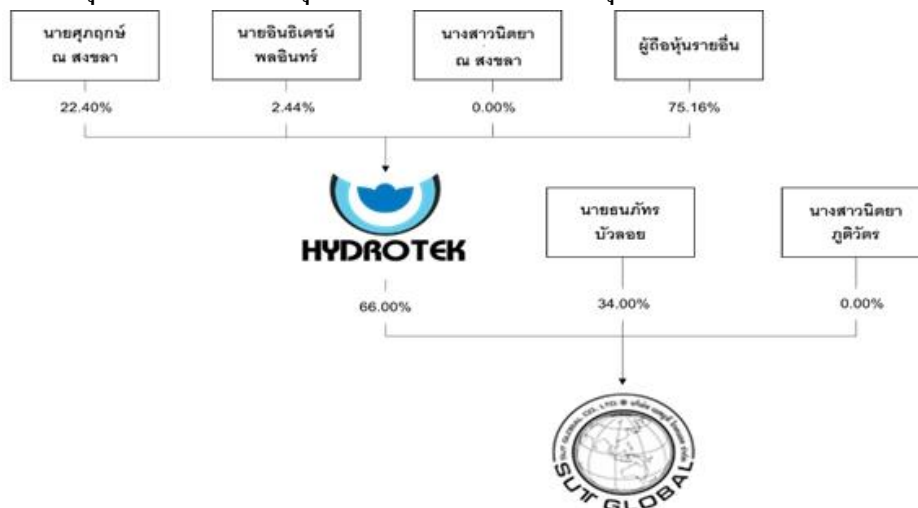 นายศุภฤกษ์
ณ สงขลา
นายอินธิเดชน์
พลอินทร์
นางสาวนิตยา
ณ สงขลา
ผู้ถือหุ้นรายอื่น
22.40%
2.44%
0.00%
75.16%
HYDROTEK
นายธนภัทร
บัวลอย
นางสาวนิตยา
ภูติวัตร
66.00%
34.00%
0.00%
SUT GLOBAL CO., LTD.
SUT GLOBAL